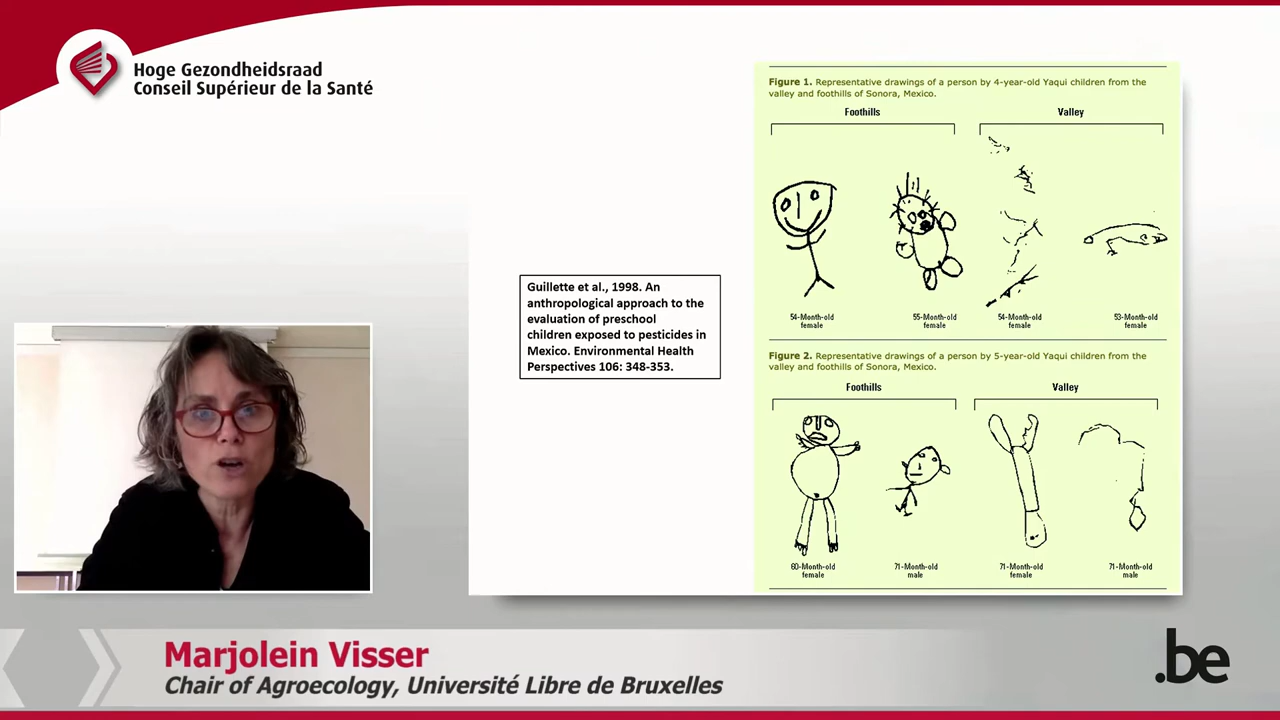 Hoge Gezondheidsraad
Conseil Supérieur de la Santé
Guillette et al., 1998. An
anthropological approach to the
evaluation of preschool
children exposed to pesticides in
Mexico. Environmental Health
Perspectives 106: 348-353.
Figure 1. Representative drawings of a person by 4-year-old Yaqui children from the
valley and foothills of Sonora, Mexico.
Foothills
Valley
54-Month-old
female
55-Month-old
female
54-Month-old
female
53-Month-old
female
Figure 2. Representative drawings of a person by 5-year-old Yaqui children from the
valley and foothills of Sonora, Mexico.
Foothills
Valley
60-Month-old
female
71-Month-old
male
71-Month-old
female
71-Month-old
male
Marjolein Visser
Chair of Agroecology, Université Libre de Bruxelles
.be